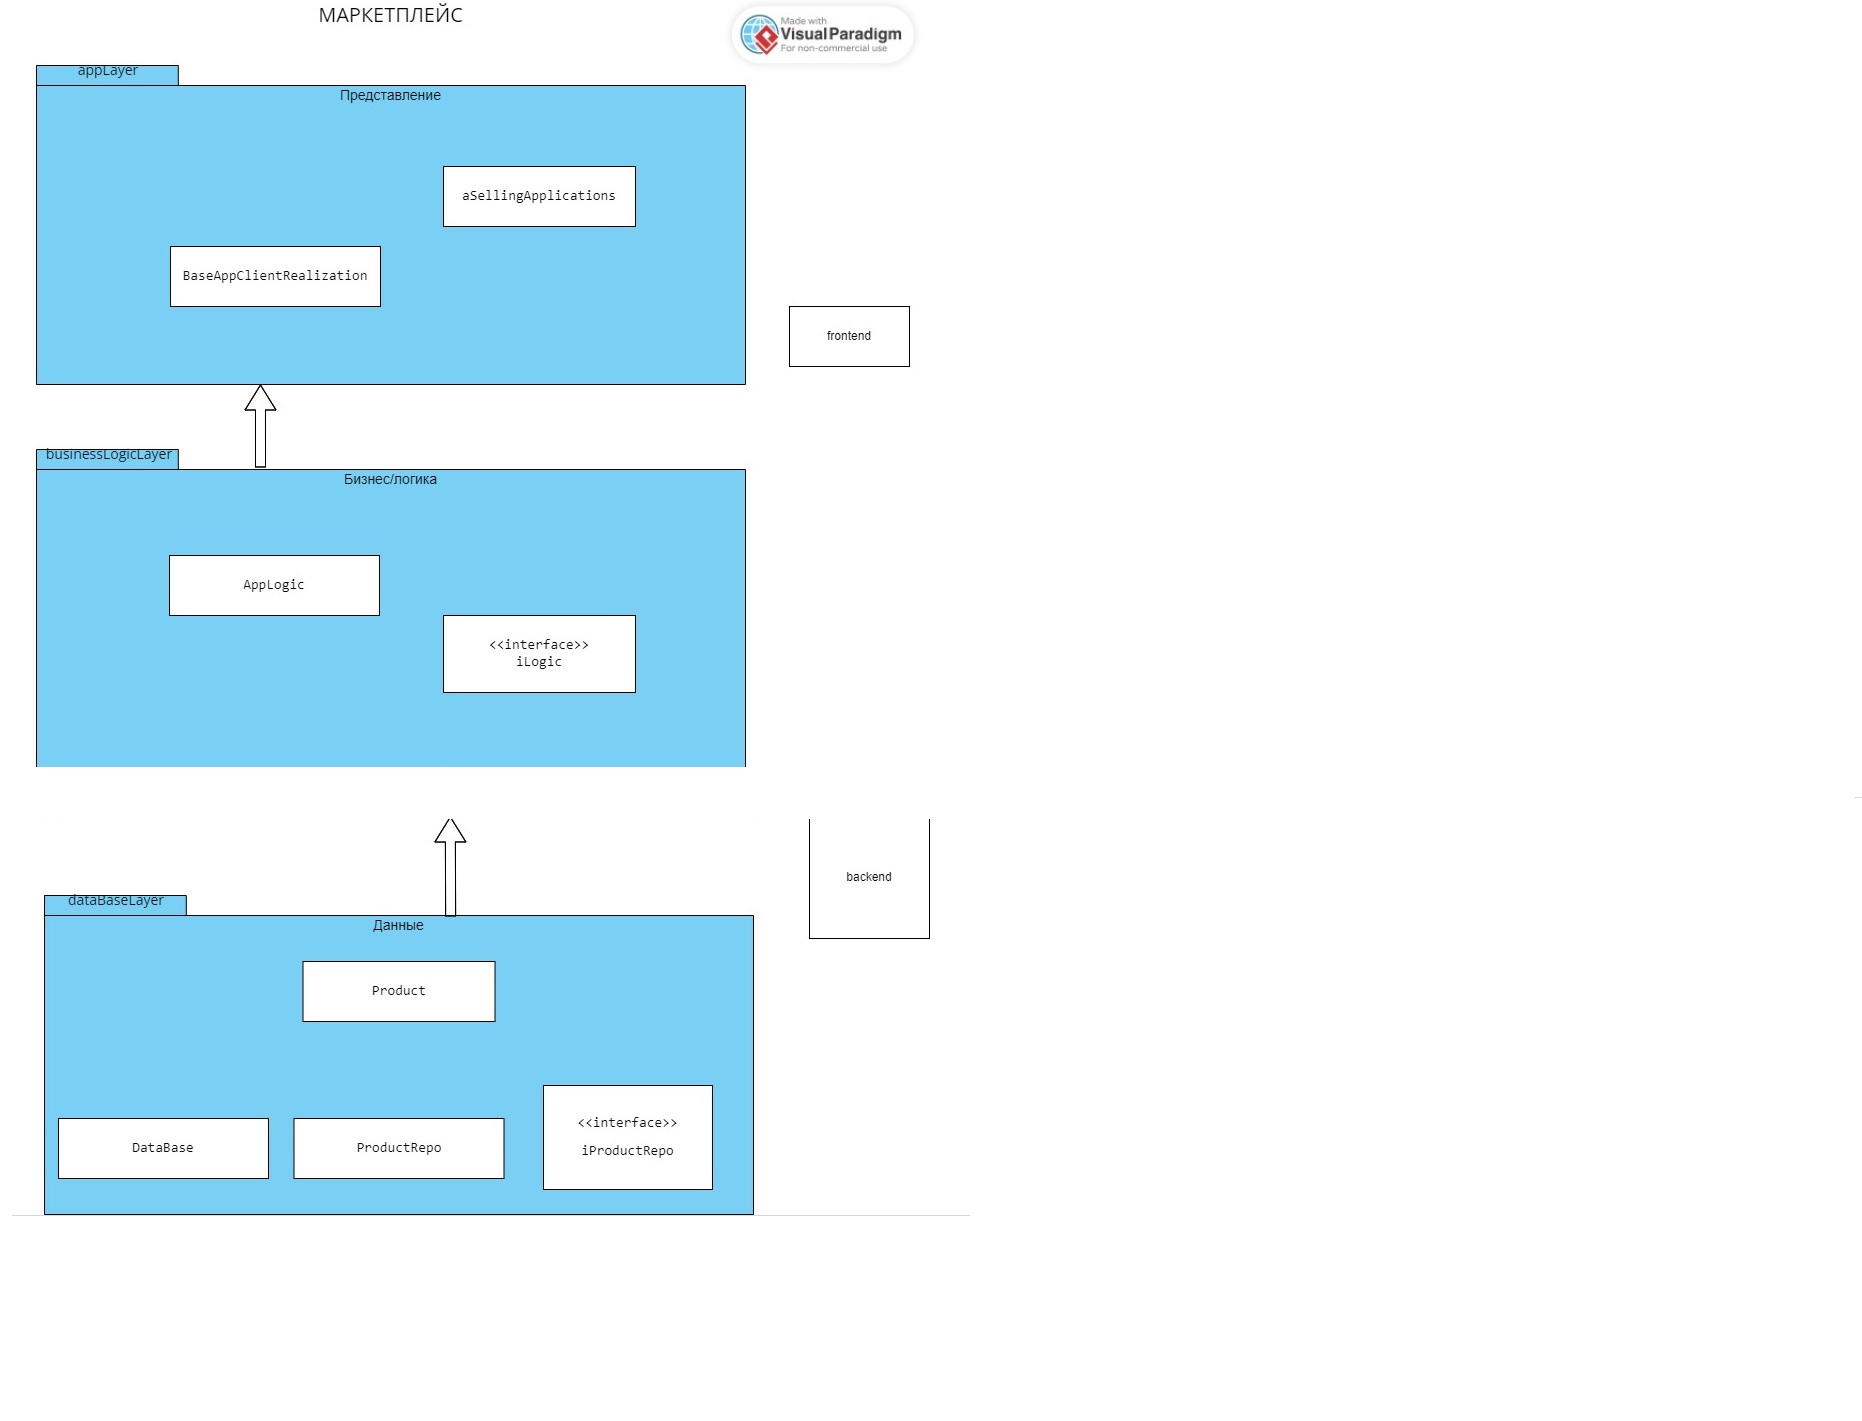 МАРКЕТПЛЕЙС
Made with
Visual Paradigm
For non-commercial use
appLayer
Представление
aSellingApplications
BaseAppClientRealization
frontend
businessLogicLayer
Бизнес/логика
AppLogic
<<interface>>
iLogic
backend
dataBaseLayer
Данные
Product
<<interface>>
iProductRepo
DataBase
ProductRepo